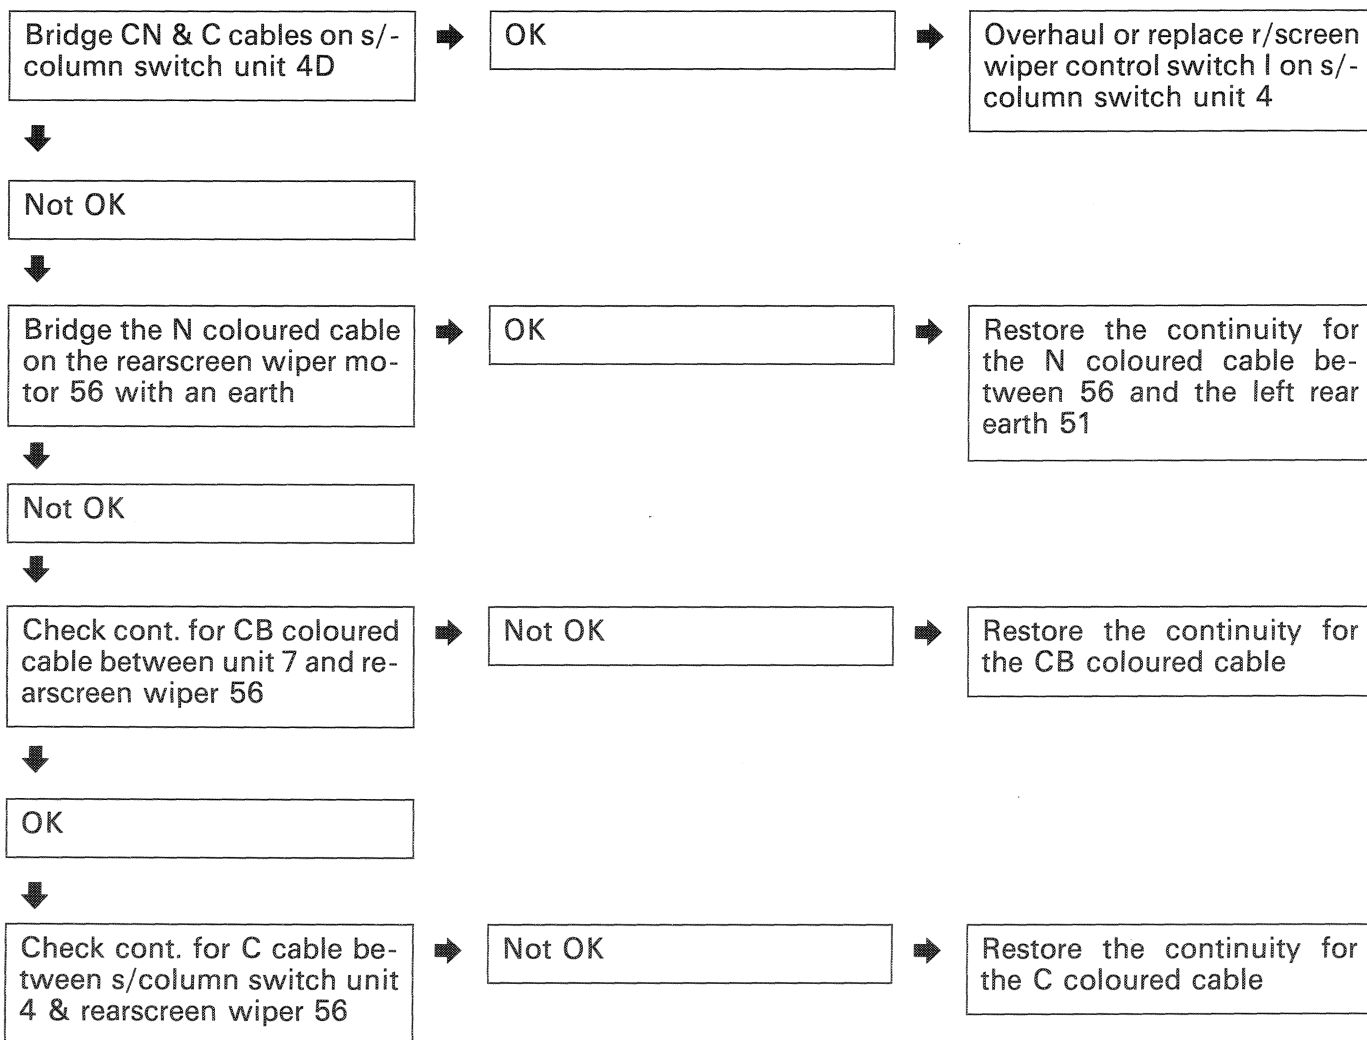 Bridge CN & C cables on s/-
column switch unit 4D
OK
Overhaul or replace r/screen
wiper control switch I on s/-
column switch unit 4
Not OK
Bridge the N coloured cable
on the rearscreen wiper mo-
tor 56 with an earth
OK
Restore the continuity for
the N coloured cable be-
tween 56 and the left rear
earth 51
Not OK
Check cont. for CB coloured
cable between unit 7 and re-
arscreen wiper 56
Not OK
Restore the continuity for
the CB coloured cable
OK
Check cont. for C cable be-
tween s/column switch unit
4 & rearscreen wiper 56
Not OK
Restore the continuity for
the C coloured cable